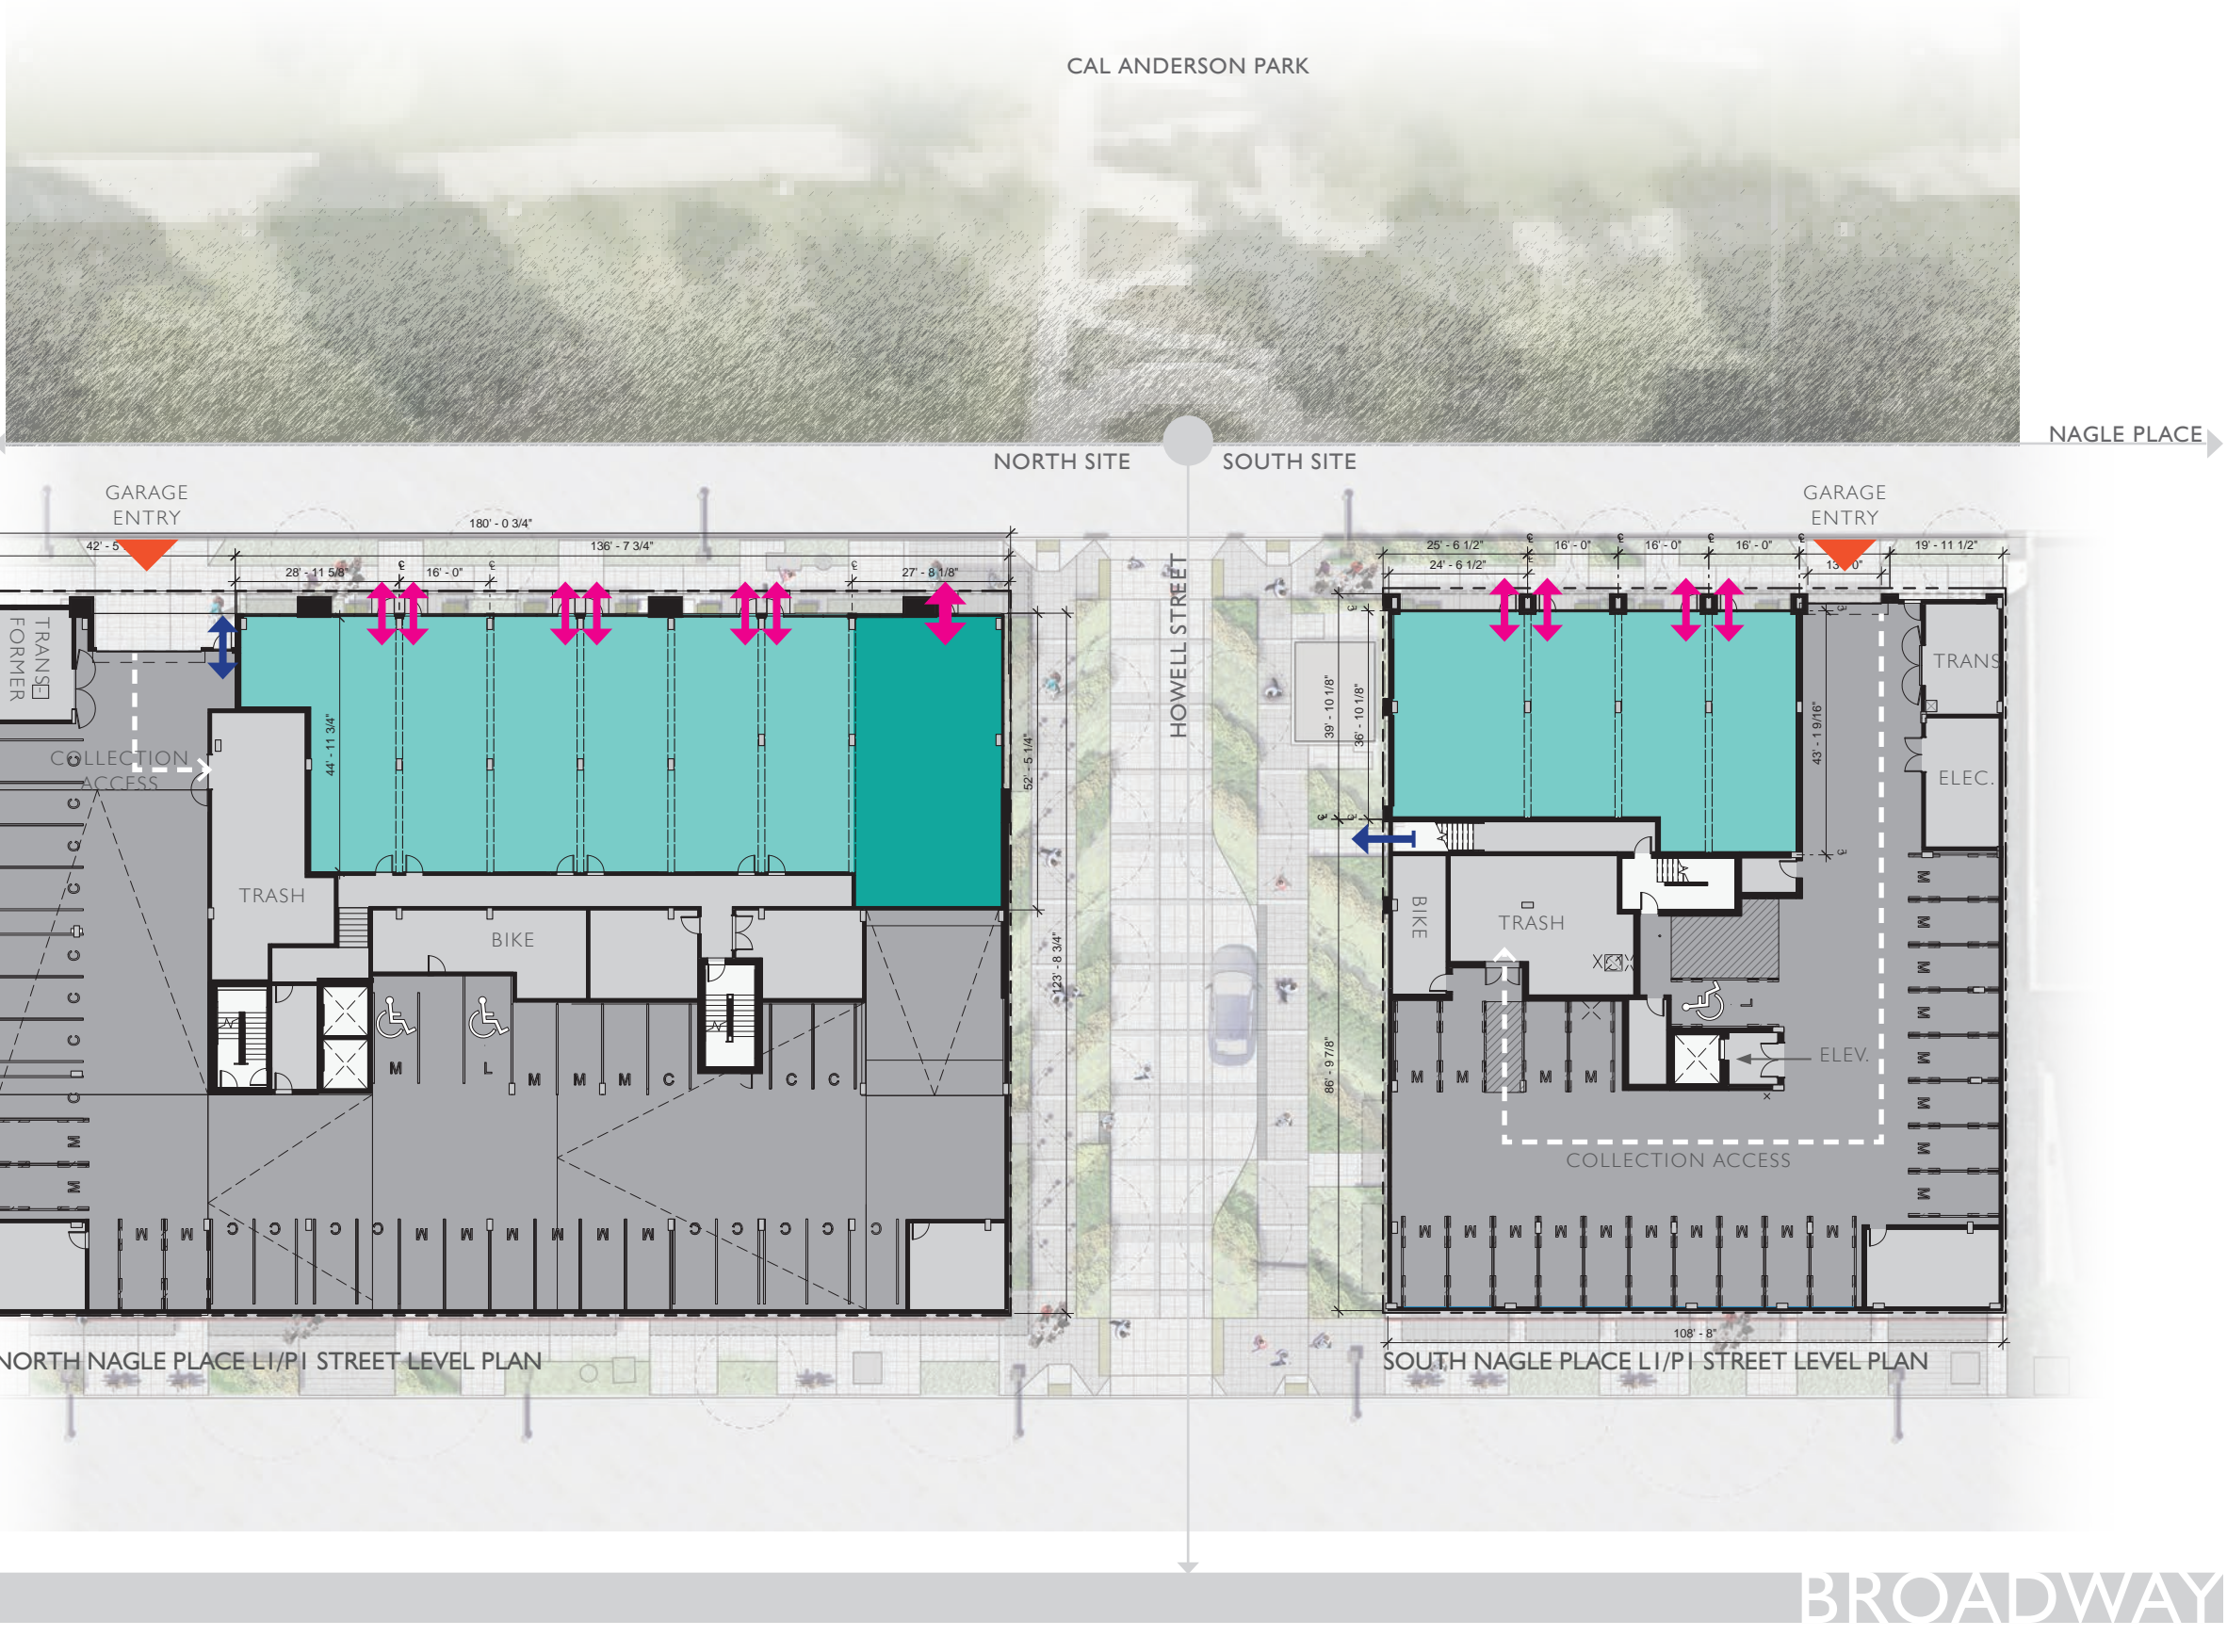 CAL ANDERSON PARK
NAGLE PLACE
NORTH SITE
SOUTH SITE
GARAGE
ENTRY
GARAGE
ENTRY
180' - 0 3/4"
42' - 5
136' - 7 3/4"
28' - 11 5/8"
16' - 0"
27' - 8 1/8"
25' - 6 1/2"
16' - 0"
16' - 0"
16' - 0"
19' - 11 1/2"
24' - 6 1/2"
HOWELL STREET
TRANS
FORMER
COLLECTION
ACCESS
44' - 11 3/4"
52' - 5 1/4"
123' - 8 3/4"
39' - 10 1/8"
36' - 10 1/8"
43' - 1 9/16"
86' - 9 7/8"
TRANS
ELEC.
TRASH
BIKE
BIKE
TRASH
ELEV.
M
L
M
M
M
C
C
C
M
M
M
M
L
COLLECTION ACCESS
C
C
C
C
C
C
C
C
M
M
M
M
M
M
M
M
M
M
M
M
C
C
C
C
M
M
M
M
M
M
C
C
C
C
C
M
M
M
M
M
M
M
M
M
M
108' - 8"
NORTH NAGLE PLACE L1/P1 STREET LEVEL PLAN
SOUTH NAGLE PLACE L1/P1 STREET LEVEL PLAN
BROADWAY